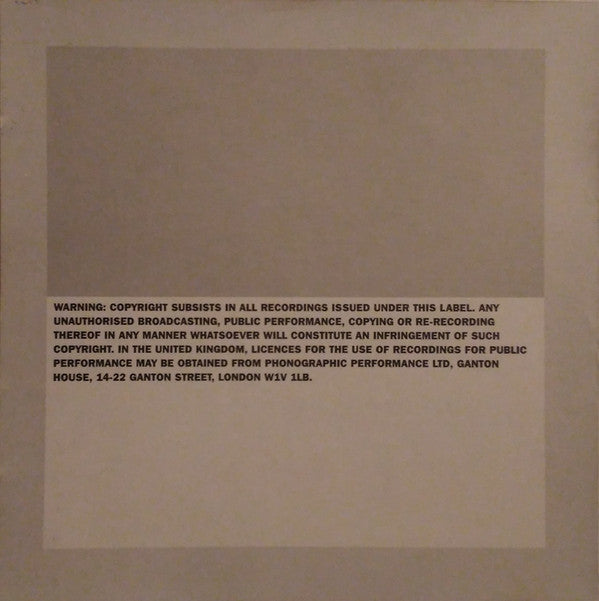 WARNING: COPYRIGHT SUBSISTS IN ALL RECORDINGS ISSUED UNDER THIS LABEL. ANY
UNAUTHORISED BROADCASTING, PUBLIC PERFORMANCE, COPYING OR RE-RECORDING
THEREOF IN ANY MANNER WHATSOEVER WILL CONSTITUTE AN INFRINGEMENT OF SUCH
COPYRIGHT. IN THE UNITED KINGDOM, LICENCES FOR THE USE OF RECORDINGS FOR PUBLIC
PERFORMANCE MAY BE OBTAINED FROM PHONOGRAPHIC PERFORMANCE LTD, GANTON
HOUSE, 14-22 GANTON STREET, LONDON W1V 1LB.